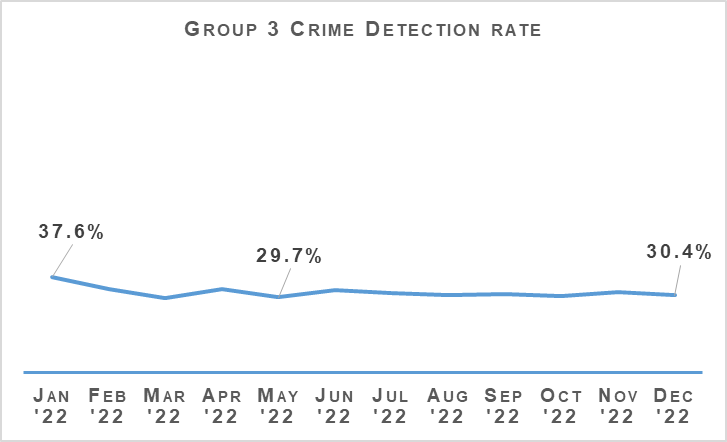 Group 3 Crime Detection rate
37.6%
29.7%
30.4%
Jan '22
Feb '22
Mar '22
Apr '22
May '22
Jun '22
Jul '22
Aug '22
Sep '22
Oct '22
Nov '22
Dec '22